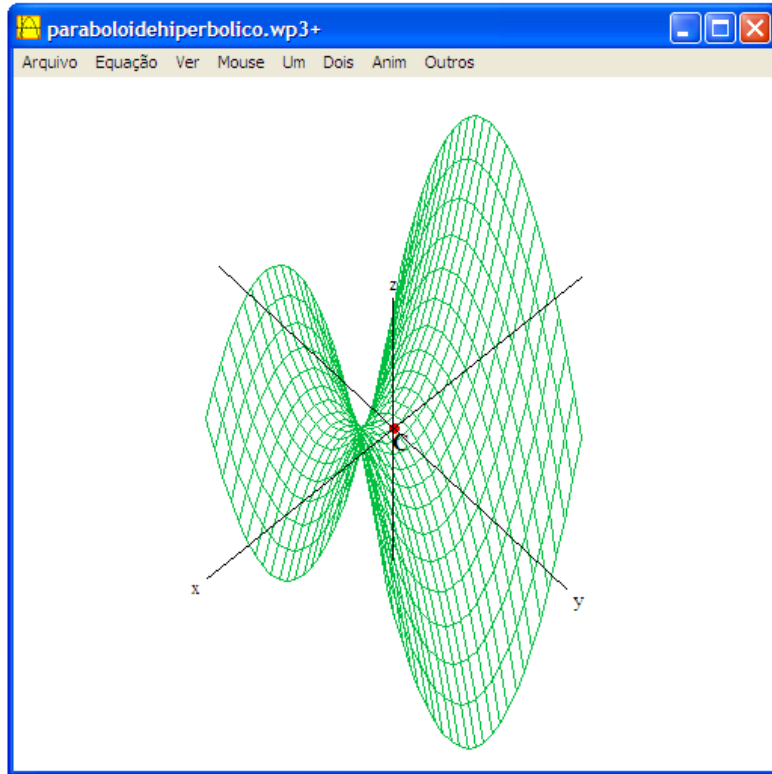 paraboloidehiperbolico.wp3+
Arquivo Equação Ver Mouse Um Dois Anim Outros
z
C
x
y